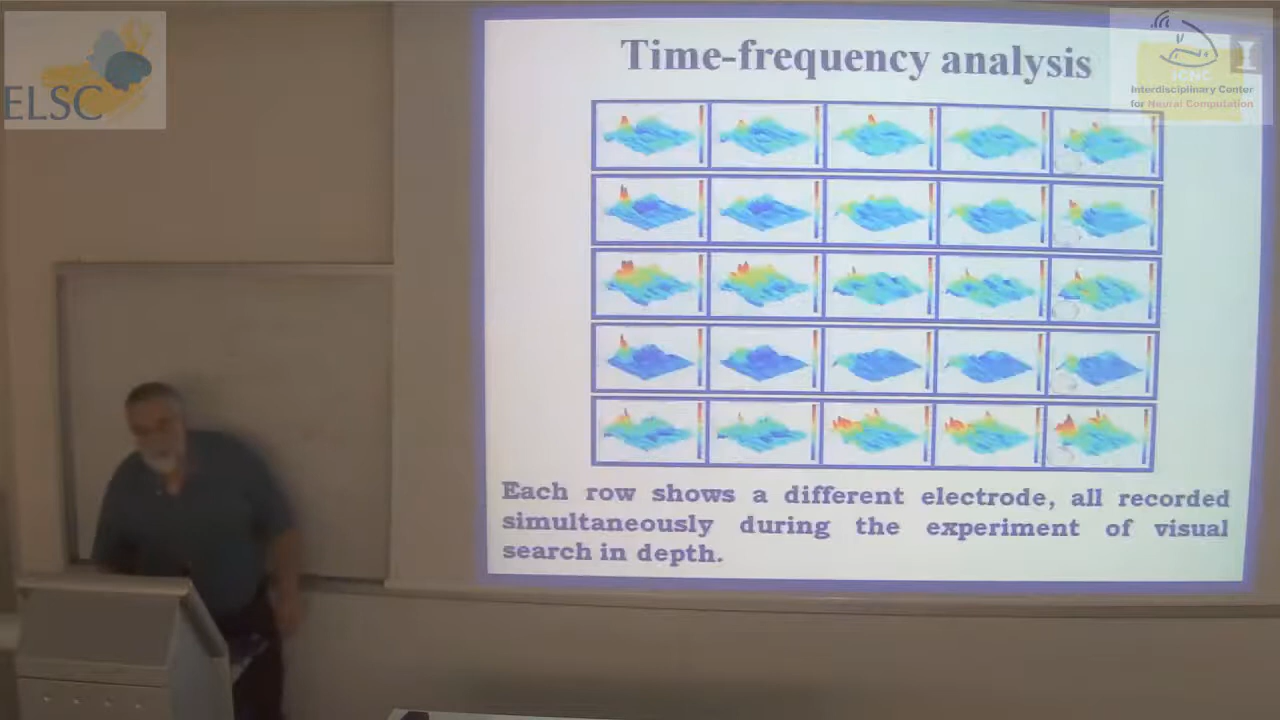 ELSC
Time-frequency analysis
ICNC
Interdisciplinary Center
for Neural Computation
Each row shows a different electrode, all recorded
simultaneously during the experiment of visual
search in depth.